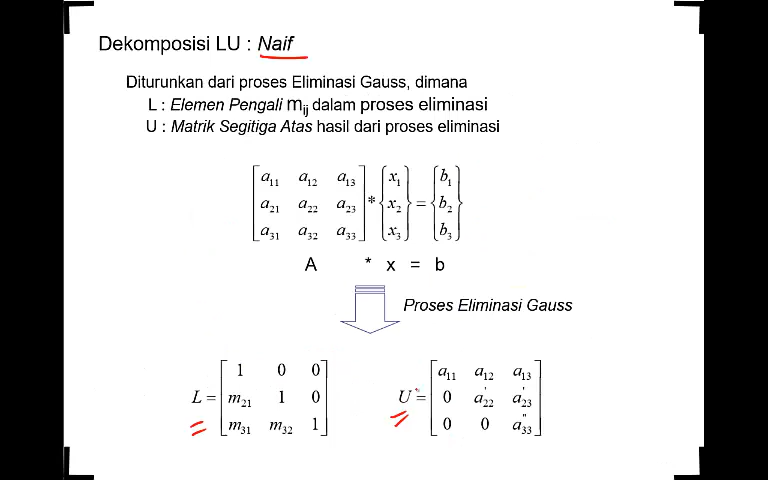 Dekomposisi LU : Naif
Diturunkan dari proses Eliminasi Gauss, dimana
L : Elemen Pengali m_ij dalam proses eliminasi
U : Matrik Segitiga Atas hasil dari proses eliminasi
[a₁₁ a₁₂ a₁₃] {x₁} {b₁}
[a₂₁ a₂₂ a₂₃] * {x₂} = {b₂}
[a₃₁ a₃₂ a₃₃] {x₃} {b₃}
A * x = b
Proses Eliminasi Gauss
[1 0 0] [a₁₁ a₁₂ a₁₃]
L = [m₂₁ 1 0] U = [0 a'₂₂ a'₂₃]
[m₃₁ m₃₂ 1] [0 0 a"₃₃]